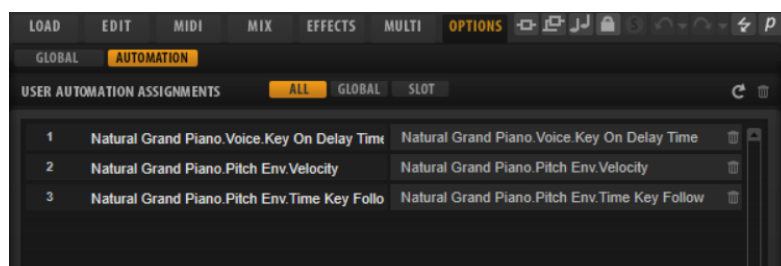 LOAD EDIT MIDI MIX EFFECTS MULTI OPTIONS S p
GLOBAL AUTOMATION
USER AUTOMATION ASSIGNMENTS ALL GLOBAL SLOT
1 Natural Grand Piano.Voice.Key On Delay Time Natural Grand Piano.Voice.Key On Delay Time
2 Natural Grand Piano.Pitch Env.Velocity Natural Grand Piano.Pitch Env.Velocity
3 Natural Grand Piano.Pitch Env.Time Key Follo Natural Grand Piano.Pitch Env.Time Key Follow